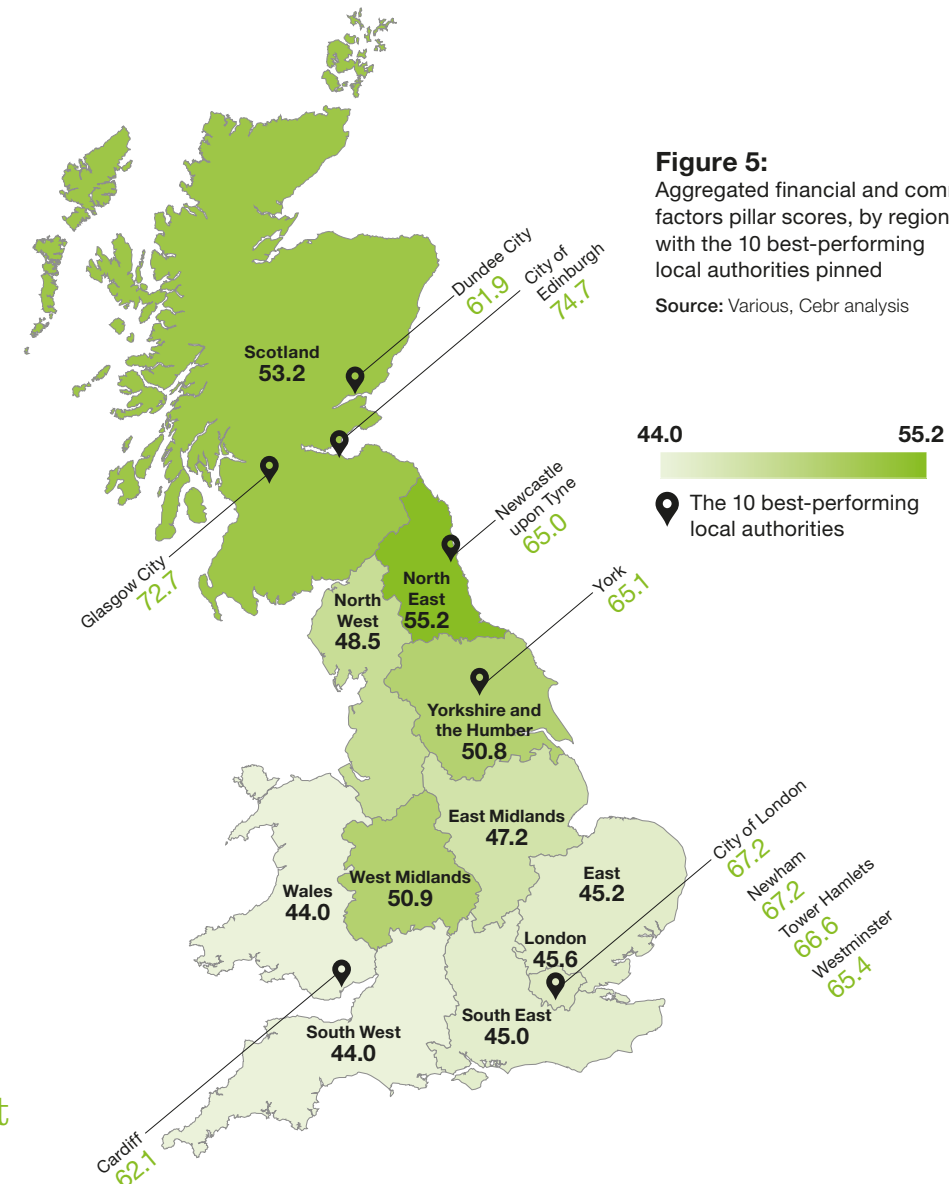 Figure 5:
Aggregated financial and com
factors pillar scores, by region
with the 10 best-performing
local authorities pinned
Source: Various, Cebr analysis
44.0 55.2
The 10 best-performing
local authorities
Dundee City
61.9
City of
Edinburgh
74.7
Scotland
53.2
Glasgow City
72.7
Newcastle
upon Tyne
65.0
North
East
55.2
North
West
48.5
York
65.1
Yorkshire and
the Humber
50.8
East Midlands
47.2
West Midlands
50.9
Wales
44.0
East
45.2
London
45.6
City of London
67.2
Newham
67.2
Tower Hamlets
66.6
Westminster
65.4
South East
45.0
South West
44.0
Cardiff
62.1